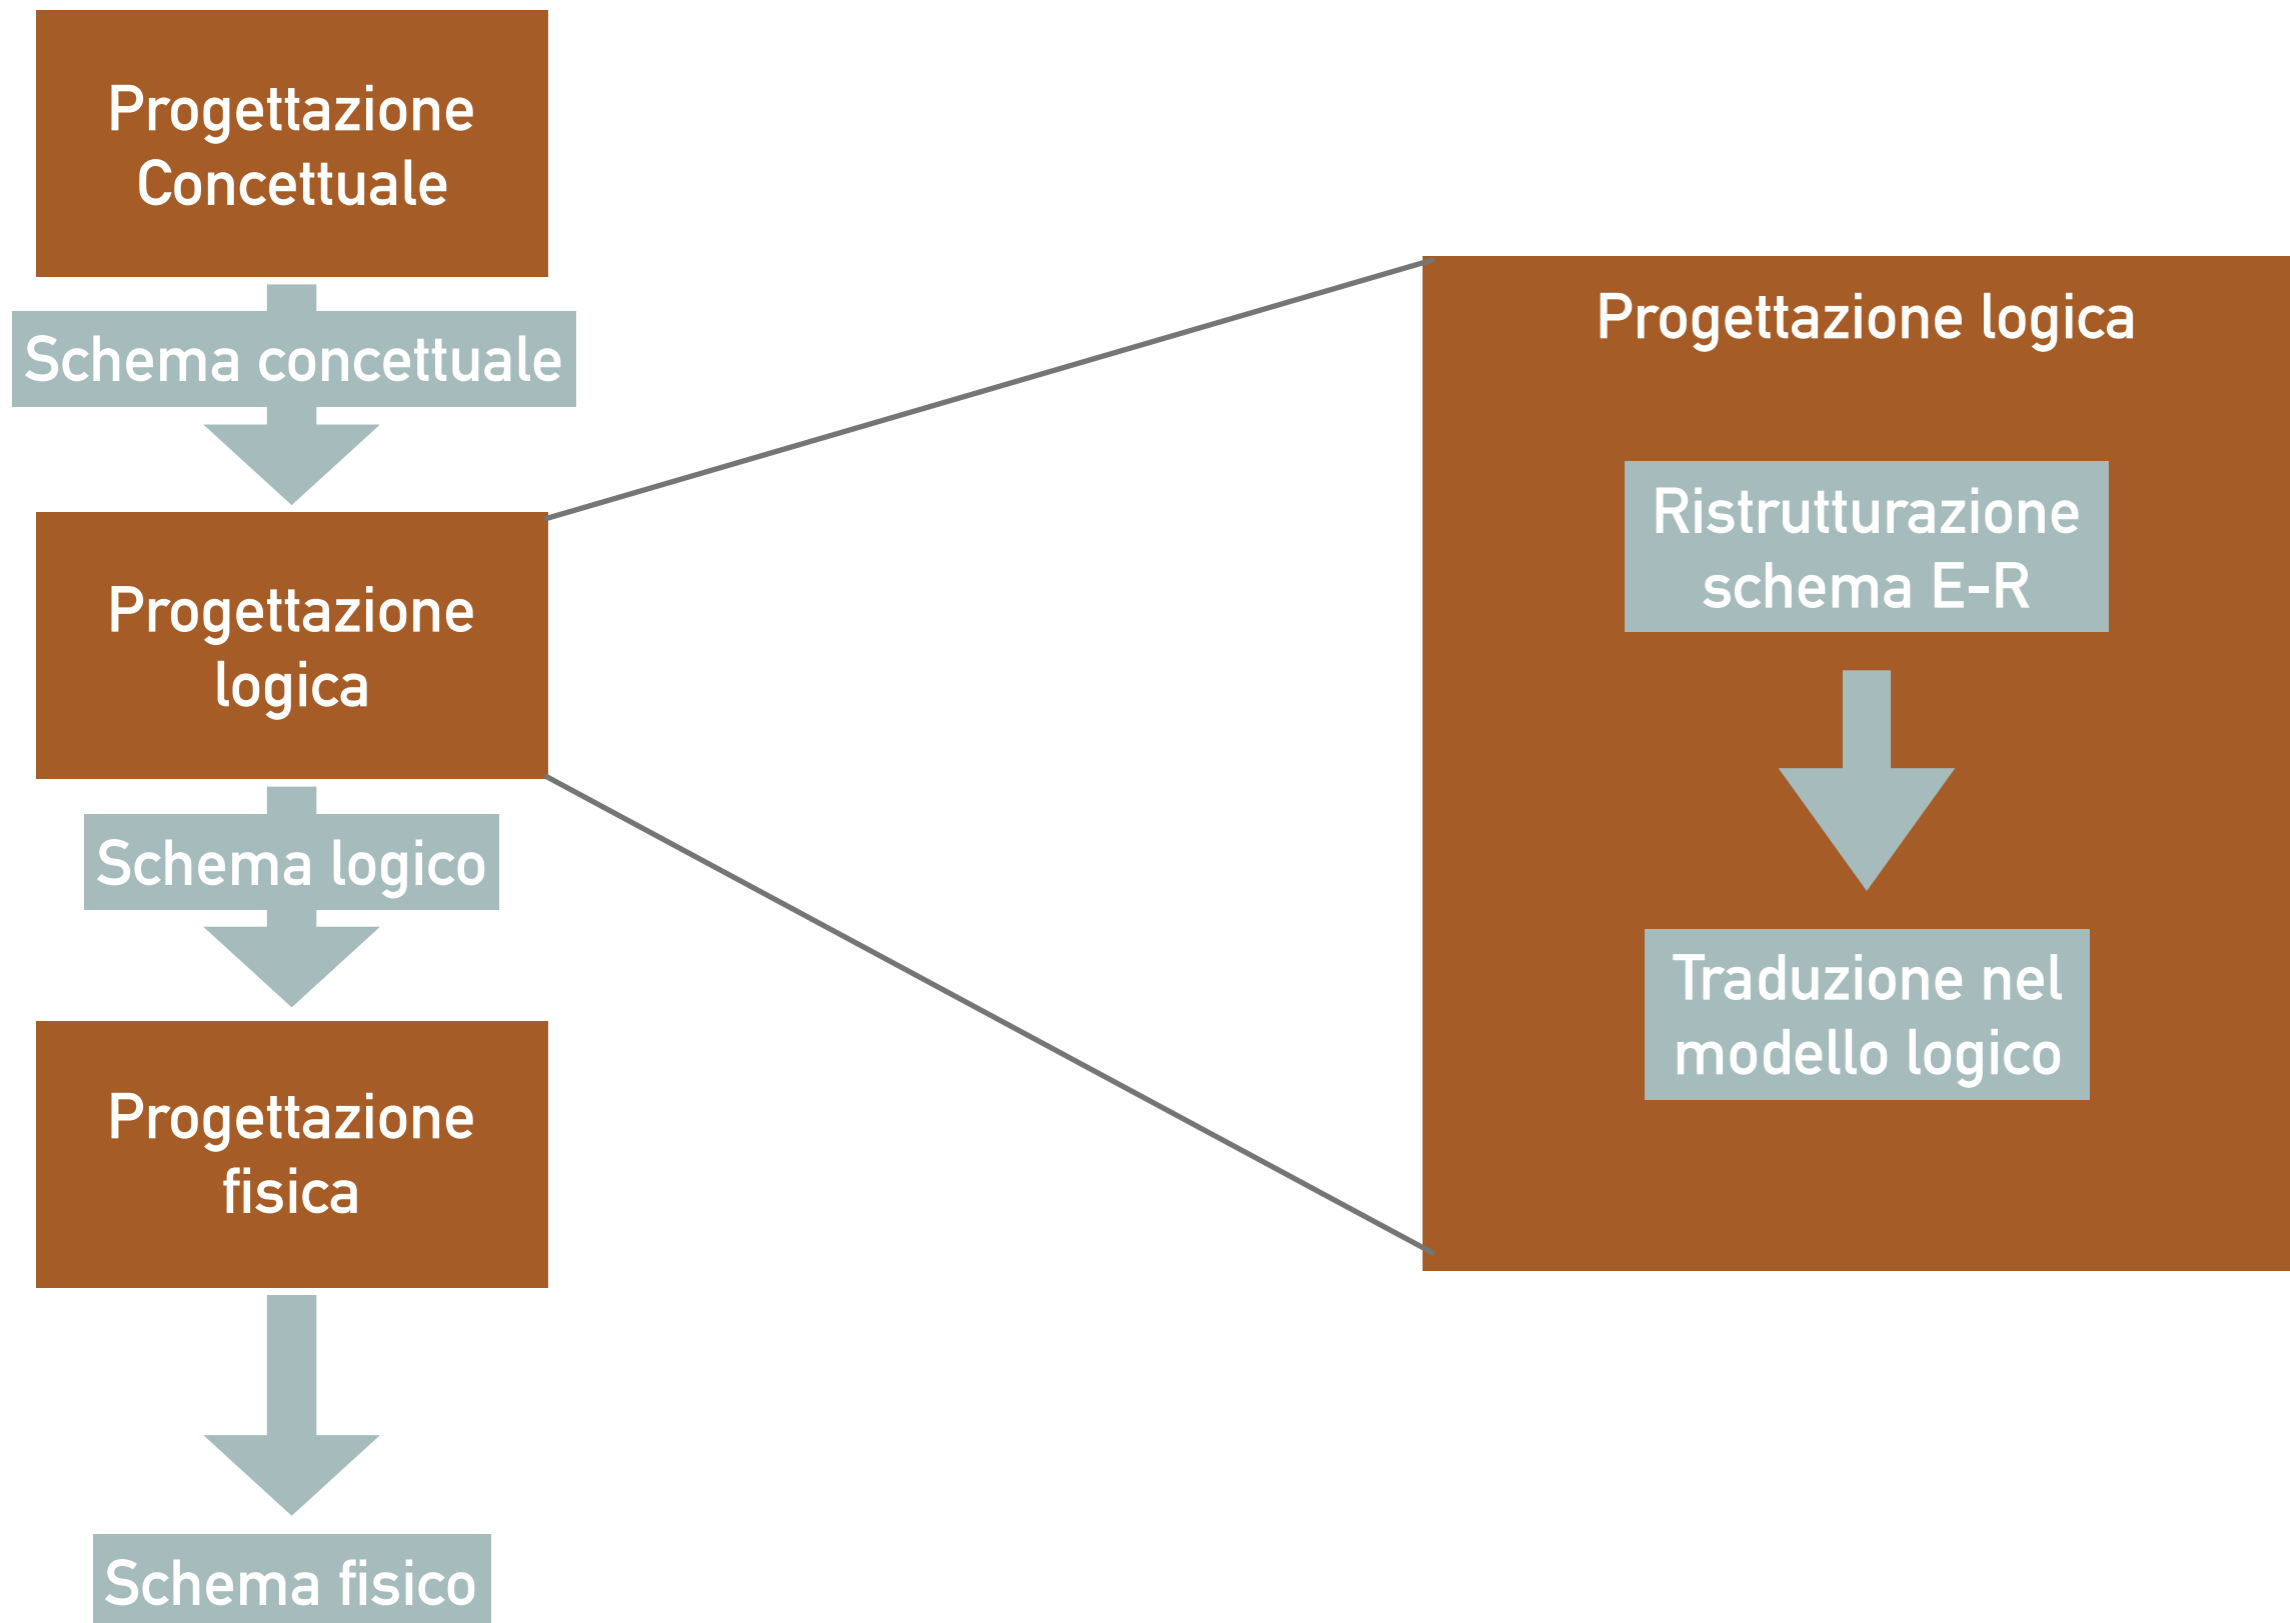 Progettazione
Concettuale
Schema concettuale
Progettazione
logica
Schema logico
Progettazione
fisica
Schema fisico
Progettazione logica
Ristrutturazione
schema E-R
Traduzione nel
modello logico